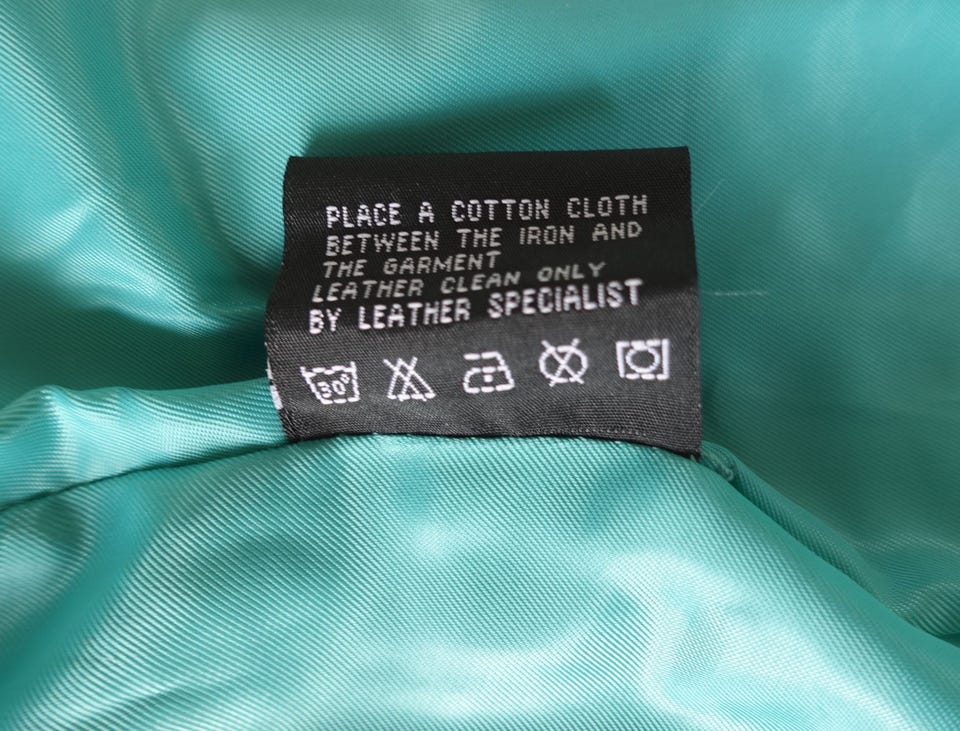 PLACE A COTTON CLOTH
BETWEEN THE IRON AND
THE GARMENT
LEATHER CLEAN ONLY
BY LEATHER SPECIALIST
30°